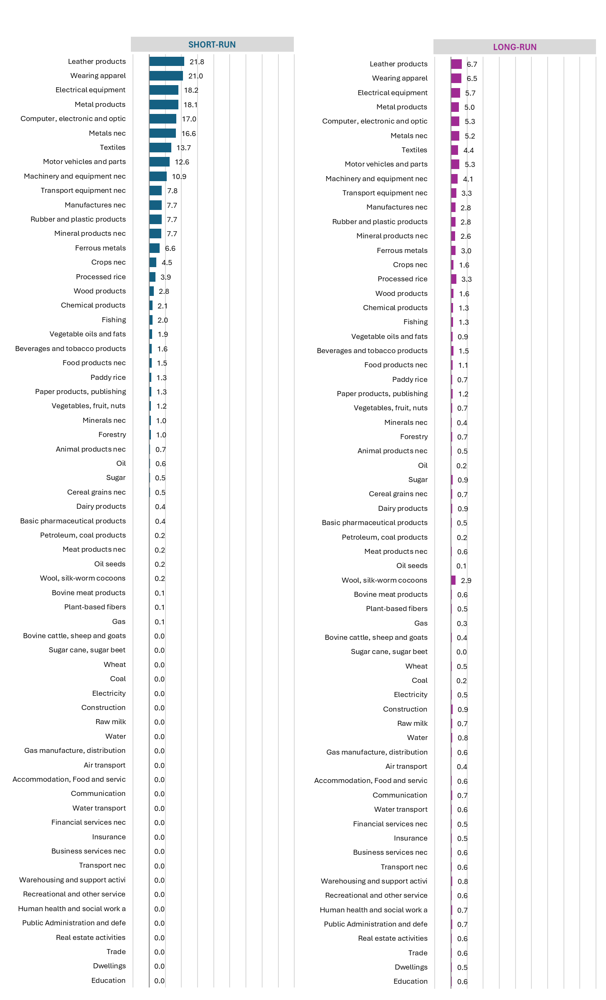 SHORT-RUN
Leather products 21.8
Wearing apparel 21.0
Electrical equipment 18.2
Metal products 18.1
Computer, electronic and optic 17.0
Metals nec 16.6
Textiles 13.7
Motor vehicles and parts 12.6
Machinery and equipment nec 10.9
Transport equipment nec 7.8
Manufactures nec 7.7
Rubber and plastic products 7.7
Mineral products nec 7.7
Ferrous metals 6.6
Crops nec 4.5
Processed rice 3.9
Wood products 2.8
Chemical products 2.1
Fishing 2.0
Vegetable oils and fats 1.9
Beverages and tobacco products 1.6
Food products nec 1.5
Paddy rice 1.3
Paper products, publishing 1.3
Vegetables, fruit, nuts 1.2
Minerals nec 1.0
Forestry 1.0
Animal products nec 0.7
Oil 0.6
Sugar 0.5
Cereal grains nec 0.5
Dairy products 0.4
Basic pharmaceutical products 0.4
Petroleum, coal products 0.2
Meat products nec 0.2
Oil seeds 0.2
Wool, silk-worm cocoons 0.2
Bovine meat products 0.1
Plant-based fibers 0.1
Gas 0.1
Bovine cattle, sheep and goats 0.0
Sugar cane, sugar beet 0.0
Wheat 0.0
Coal 0.0
Electricity 0.0
Construction 0.0
Raw milk 0.0
Water 0.0
Gas manufacture, distribution 0.0
Air transport 0.0
Accommodation, Food and servic 0.0
Communication 0.0
Water transport 0.0
Financial services nec 0.0
Insurance 0.0
Business services nec 0.0
Transport nec 0.0
Warehousing and support activi 0.0
Recreational and other service 0.0
Human health and social work a 0.0
Public Administration and defe 0.0
Real estate activities 0.0
Trade 0.0
Dwellings 0.0
Education 0.0
LONG-RUN
Leather products 6.7
Wearing apparel 6.5
Electrical equipment 5.7
Metal products 5.0
Computer, electronic and optic 5.3
Metals nec 5.2
Textiles 4.4
Motor vehicles and parts 5.3
Machinery and equipment nec 4.1
Transport equipment nec 3.3
Manufactures nec 2.8
Rubber and plastic products 2.8
Mineral products nec 2.6
Ferrous metals 3.0
Crops nec 1.6
Processed rice 3.3
Wood products 1.6
Chemical products 1.3
Fishing 1.3
Vegetable oils and fats 0.9
Beverages and tobacco products 1.5
Food products nec 1.1
Paddy rice 0.7
Paper products, publishing 1.2
Vegetables, fruit, nuts 0.7
Minerals nec 0.4
Forestry 0.7
Animal products nec 0.5
Oil 0.2
Sugar 0.9
Cereal grains nec 0.7
Dairy products 0.9
Basic pharmaceutical products 0.5
Petroleum, coal products 0.2
Meat products nec 0.6
Oil seeds 0.1
Wool, silk-worm cocoons 2.9
Bovine meat products 0.6
Plant-based fibers 0.5
Gas 0.3
Bovine cattle, sheep and goats 0.4
Sugar cane, sugar beet 0.0
Wheat 0.5
Coal 0.2
Electricity 0.5
Construction 0.9
Raw milk 0.7
Water 0.8
Gas manufacture, distribution 0.6
Air transport 0.4
Accommodation, Food and servic 0.6
Communication 0.7
Water transport 0.6
Financial services nec 0.5
Insurance 0.5
Business services nec 0.6
Transport nec 0.6
Warehousing and support activi 0.8
Recreational and other service 0.6
Human health and social work a 0.7
Public Administration and defe 0.7
Real estate activities 0.6
Trade 0.6
Dwellings 0.5
Education 0.6